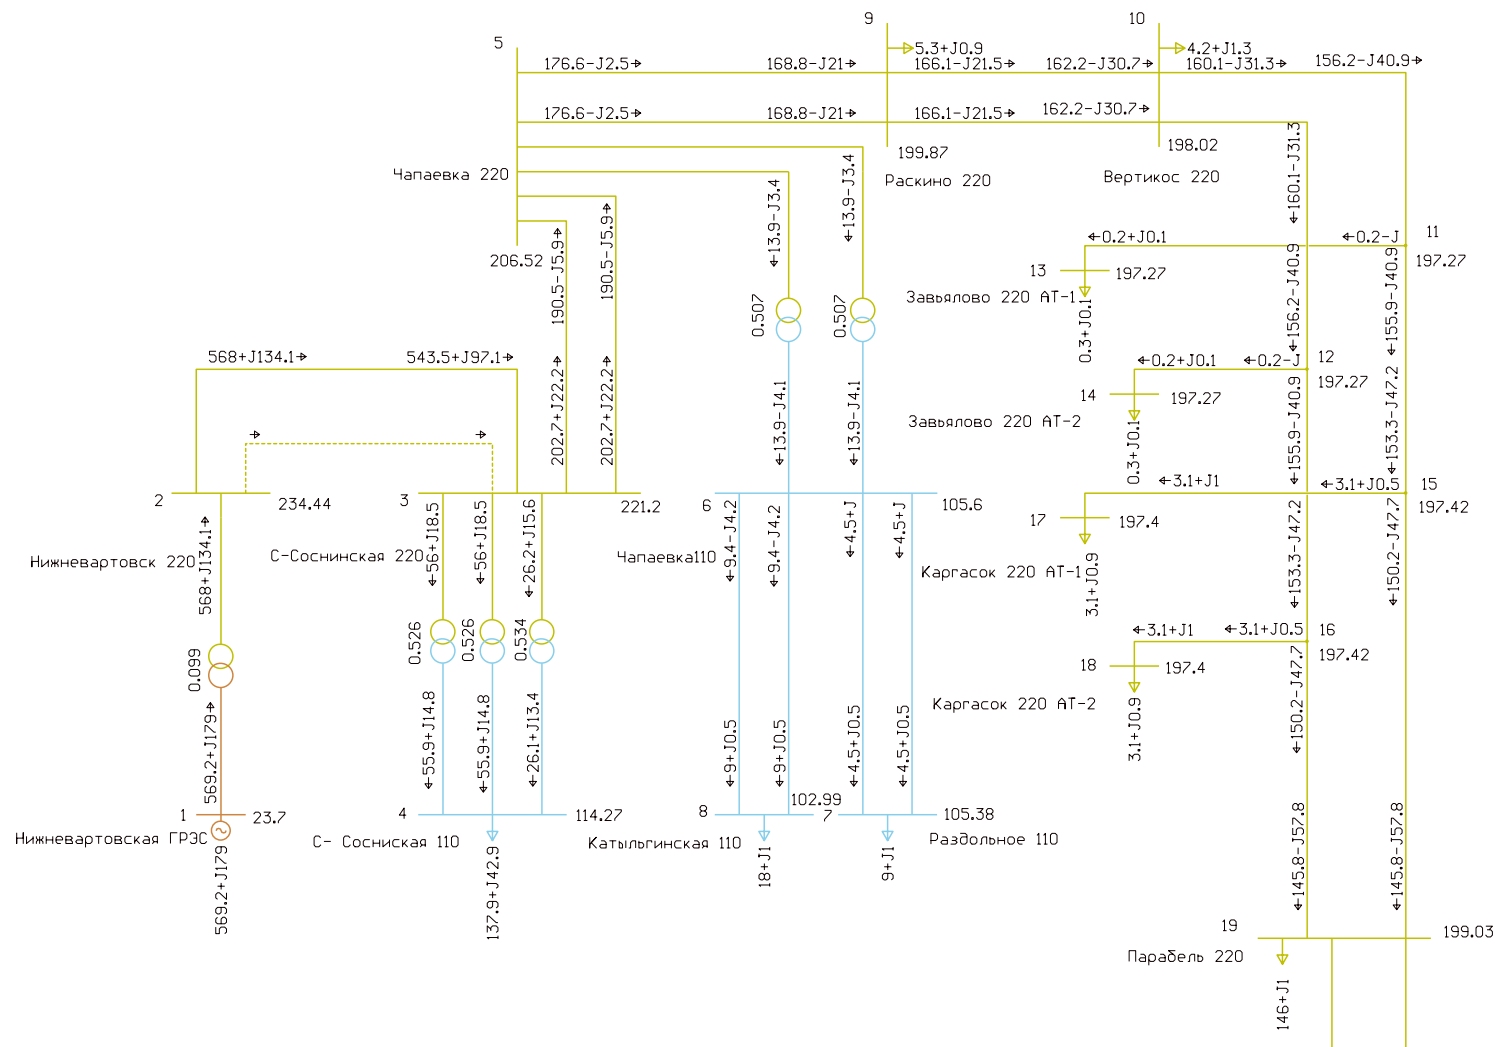 5
9
10
5.3+J0.9
4.2+J1.3
176.6-J2.5
168.8-J21
166.1-J21.5
162.2-J30.7
160.1-J31.3
156.2-J40.9
176.6-J2.5
168.8-J21
166.1-J21.5
162.2-J30.7
199.87
198.02
Чапаевка 220
Раскино 220
Вертикос 220
160.1-J31.3
13.9-J3.4
13.9-J3.4
190.5-J5.9
190.5-J5.9
206.52
0.2+J0.1
0.2-J
11
197.27
13
197.27
Завьялово 220 АТ-1
0.3+J0.1
156.2-J40.9
155.9-J40.9
0.507
0.507
568+J134.1
543.5+J97.1
0.2+J0.1
0.2-J
12
197.27
14
197.27
Завьялово 220 АТ-2
0.3+J0.1
202.7+J22.2
202.7+J22.2
13.9-J4.1
13.9-J4.1
155.9-J40.9
153.3-J47.2
2
234.44
3
221.2
6
105.6
3.1+J1
3.1+J0.5
15
197.42
17
197.4
Нижневартовск 220
С-Соснинская 220
Чапаевка110
Каргасок 220 АТ-1
3.1+J0.9
568+J134.1
56+J18.5
56+J18.5
26.2+J15.6
9.4-J4.2
9.4-J4.2
4.5+J
4.5+J
153.3-J47.2
150.2-J47.7
0.099
0.526
0.526
0.534
3.1+J1
3.1+J0.5
16
197.42
18
197.4
Каргасок 220 АТ-2
3.1+J0.9
569.2+J179
55.9+J14.8
55.9+J14.8
26.1+J13.4
9+J0.5
9+J0.5
4.5+J0.5
4.5+J0.5
150.2-J47.7
1
23.7
4
114.27
8
102.99
7
105.38
Нижневартовская ГРЭС
С- Сосниская 110
Катыльгинская 110
Раздольное 110
569.2+J179
137.9+J42.9
18+J1
9+J1
145.8-J57.8
145.8-J57.8
19
199.03
Парабель 220
146+J1